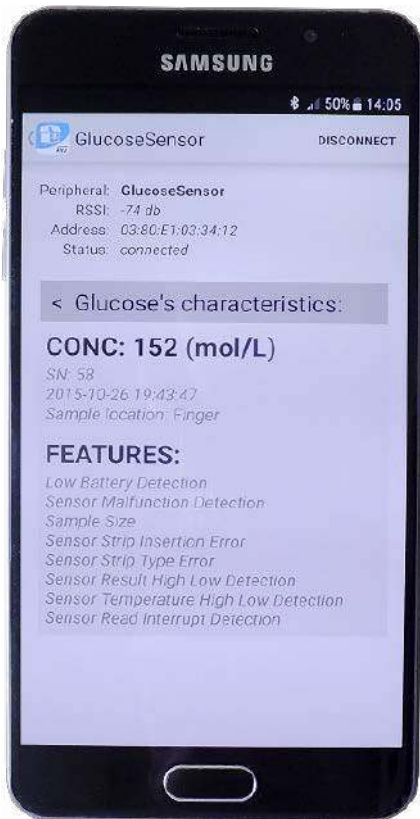 SAMSUNG
50% 14:05
GlucoseSensor DISCONNECT
Peripheral: GlucoseSensor
RSSI: -74 db
Address: 03:80:E1:03:34:12
Status: connected
< Glucose's characteristics:
CONC: 152 (mol/L)
SN: 58
2015-10-26 19:43:47
Sample location: Finger
FEATURES:
Low Battery Detection
Sensor Malfunction Detection
Sample Size
Sensor Strip Insertion Error
Sensor Strip Type Error
Sensor Result High Low Detection
Sensor Temperature High Low Detection
Sensor Read Interrupt Detection